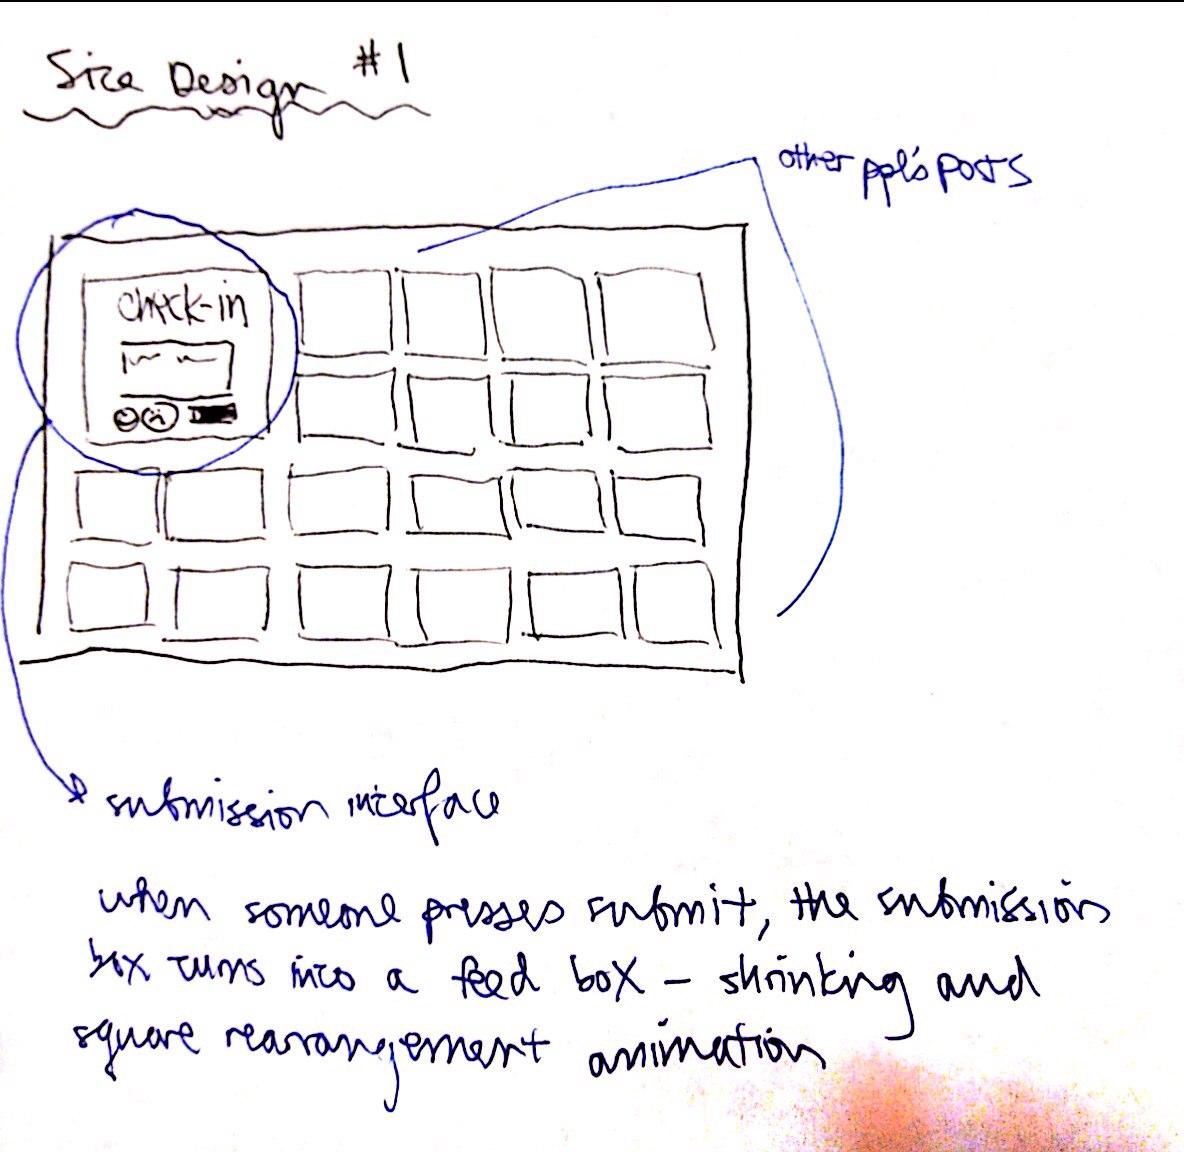 Site Design #1
other ppl's posts
check-in
submission interface
when someone presses submit, the submission
box turns into a feed box – shrinking and
square rearrangement animation